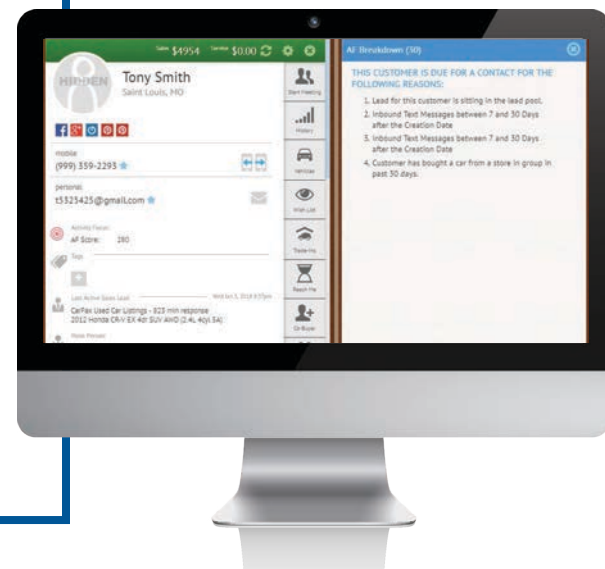 Sales $4954 Service $0.00
HIDDEN
Tony Smith
Saint Louis, MO
mobile
(999) 359-2293
personal
t5325425@gmail.com
Activity Factor
AF Score: 280
Tags
Last Active Sales Lead
CarFax Used Car Listings - 823 min response
2012 Honda CR-V EX 4dr SUV AWD (2.4L 4cyl 5A)
Start Meeting
History
Vehicles
Wish List
Trade-Ins
Reach Me
Co-Buyer
AF Breakdown (30)
THIS CUSTOMER IS DUE FOR A CONTACT FOR THE
FOLLOWING REASONS:
1. Lead for this customer is sitting in the lead pool.
2. Inbound Text Messages between 7 and 30 Days
after the Creation Date
3. Inbound Text Messages between 7 and 30 Days
after the Creation Date
4. Customer has bought a car from a store in group in
past 30 days.